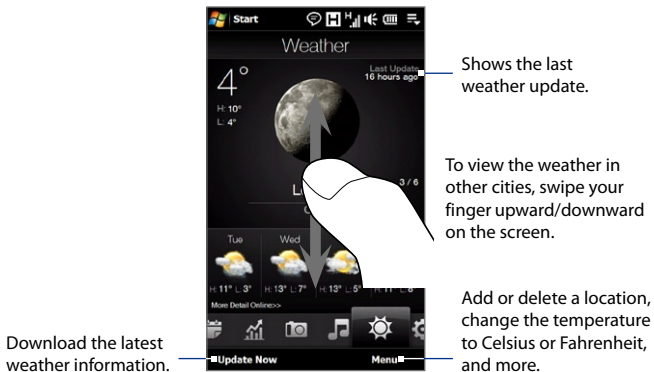 Start
Weather
4°
H: 10°
L: 4°
Last Update
16 hours ago
Shows the last
weather update.
To view the weather in
other cities, swipe your
finger upward/downward
on the screen.
3 / 6
Tue Wed
H: 11° L: 3° H: 13° L: 7° H: 13° L: 5° H: 11° L: 8°
More Detail Online>>
Update Now Menu
Download the latest
weather information.
Add or delete a location,
change the temperature
to Celsius or Fahrenheit,
and more.